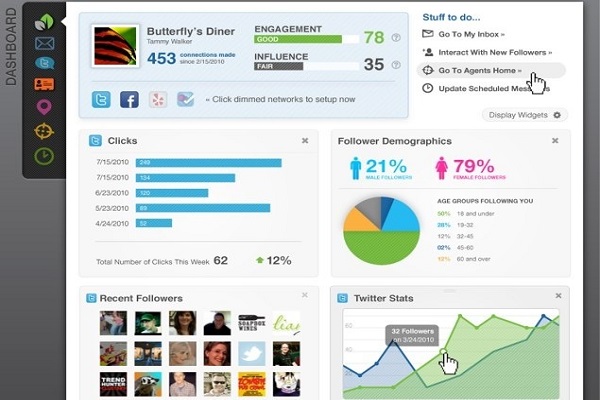 DASHBOARD
Butterfly's Diner
Tammy Walker
453 connections made
since 2/15/2010
ENGAGEMENT
GOOD
78
INFLUENCE
FAIR
35
« Click dimmed networks to setup now
Stuff to do...
Go To My Inbox »
Interact With New Followers »
Go To Agents Home »
Update Scheduled
Display Widgets
Clicks
7/15/2010 249
7/15/2010 134
6/23/2010 120
5/23/2010 89
4/24/2010 52
Total Number of Clicks This Week 62 12%
Follower Demographics
21% MALE FOLLOWERS
79% FEMALE FOLLOWERS
AGE GROUPS FOLLOWING YOU
50% 18 and under
28% 19-32
12% 32-45
02% 45-60
12% 60 and over
Recent Followers
SOAPBOX
WINES
TREND
HUNTER
ZOMBIE
Twitter Stats
60
40
32 Followers
on 3/24/2010